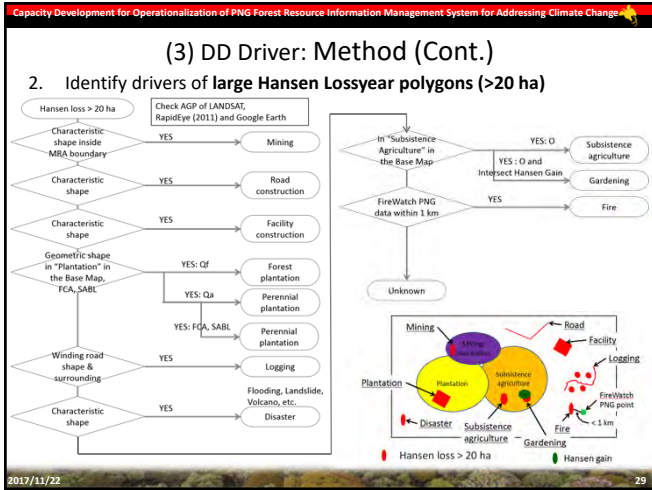 Capacity Development for Operationalization of PNG Forest Resource Information Management System for Addressing Climate Change
(3) DD Driver: Method (Cont.)
2. Identify drivers of large Hansen Lossyear polygons (>20 ha)
Hansen loss > 20 ha
Check AGP of LANDSAT,
RapidEye (2011) and Google Earth
Characteristic
shape inside
MRA boundary
YES
Mining
Characteristic
shape
YES
Road
construction
Characteristic
shape
YES
Facility
construction
Geometric shape
in "Plantation" in
the Base Map,
FCA, SABL
YES: Qf
Forest
plantation
YES: Qa
Perennial
plantation
YES: FCA, SABL
Perennial
plantation
Winding road
shape &
surrounding
YES
Logging
Flooding, Landslide,
Volcano, etc.
Characteristic
shape
YES
Disaster
In "Subsistence
Agriculture" in
the Base Map
YES: O
Subsistence
agriculture
YES : O and
Intersect Hansen Gain
Gardening
FireWatch PNG
data within 1 km
YES
Fire
Unknown
Mining
Road
Facility
Logging
Plantation
Plantation
Subsistence
agriculture
FireWatch
PNG point
Disaster
Subsistence
agriculture
Gardening
Fire
< 1 km
Hansen loss > 20 ha
Hansen gain
2017/11/22
29